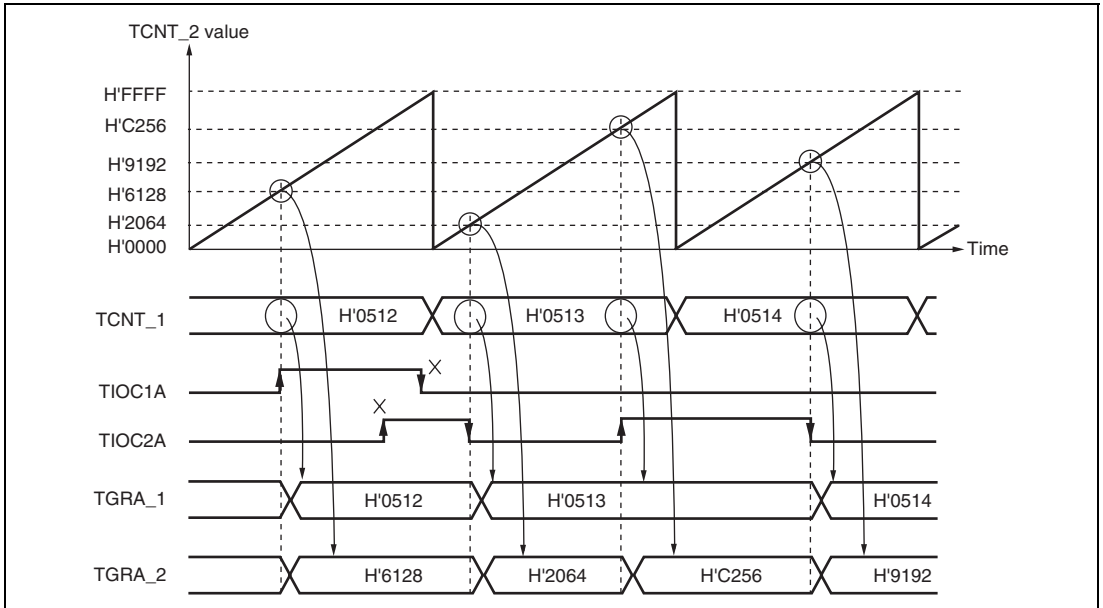 TCNT_2 value
H'FFFF
H'C256
H'9192
H'6128
H'2064
H'0000
Time
TCNT_1 H'0512 H'0513 H'0514
TIOC1A
TIOC2A
TGRA_1 H'0512 H'0513 H'0514
TGRA_2 H'6128 H'2064 H'C256 H'9192